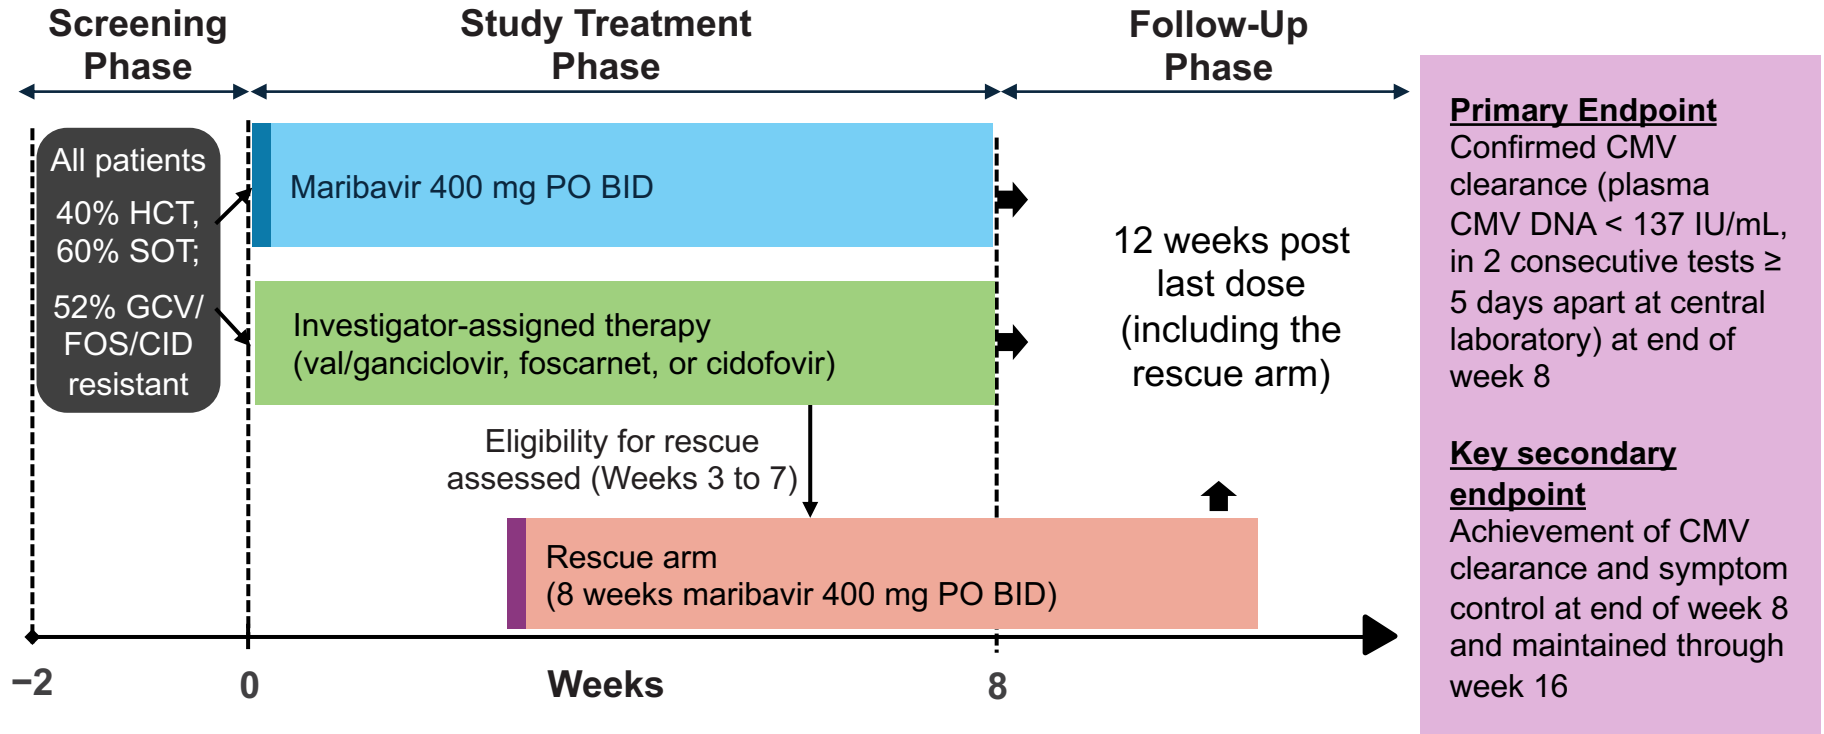 Screening
Phase
Study Treatment
Phase
Follow-Up
Phase
All patients
40% HCT,
60% SOT;
52% GCV/
FOS/CID
resistant
Maribavir 400 mg PO BID
Investigator-assigned therapy
(val/ganciclovir, foscarnet, or cidofovir)
Eligibility for rescue
assessed (Weeks 3 to 7)
Rescue arm
(8 weeks maribavir 400 mg PO BID)
12 weeks post
last dose
(including the
rescue arm)
−2
0
Weeks
8
Primary Endpoint
Confirmed CMV
clearance (plasma
CMV DNA < 137 IU/mL,
in 2 consecutive tests ≥
5 days apart at central
laboratory) at end of
week 8
Key secondary
endpoint
Achievement of CMV
clearance and symptom
control at end of week 8
and maintained through
week 16